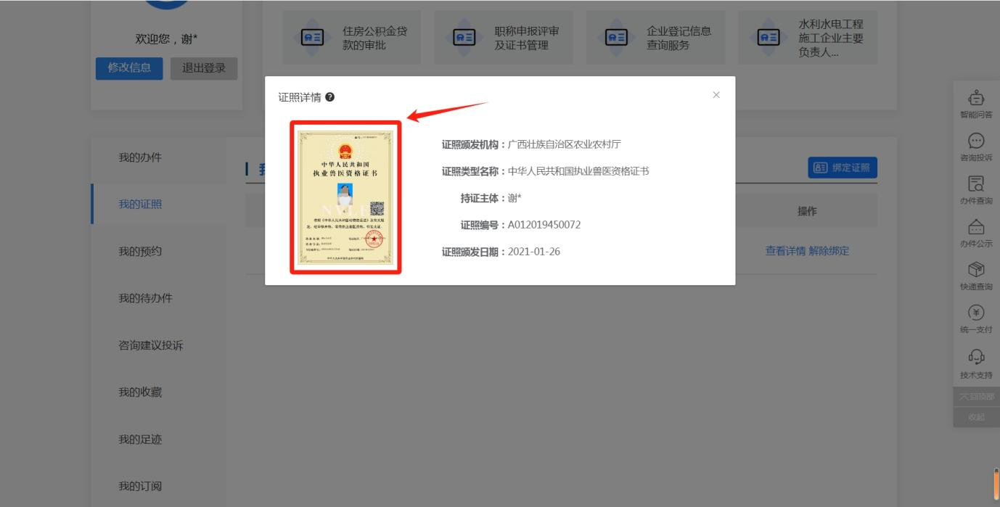 欢迎您，谢*
修改信息
退出登录
住房公积金贷
款的审批
职称申报评审
及证书管理
企业登记信息
查询服务
水利水电工程
施工企业主要
负责人...
证照详情
中华人民共和国
执业兽医资格证书
NVLE
证照颁发机构：广西壮族自治区农业农村厅
证照类型名称：中华人民共和国执业兽医资格证书
持证主体：谢*
证照编号：A012019450072
证照颁发日期：2021-01-26
我的办件
我的证照
我的预约
我的待办件
咨询建议投诉
我的收藏
我的足迹
我的订阅
绑定证照
操作
查看详情 解除绑定
智能问答
咨询投诉
办件查询
办件公示
快递查询
统一支付
技术支持
回顶部
收起